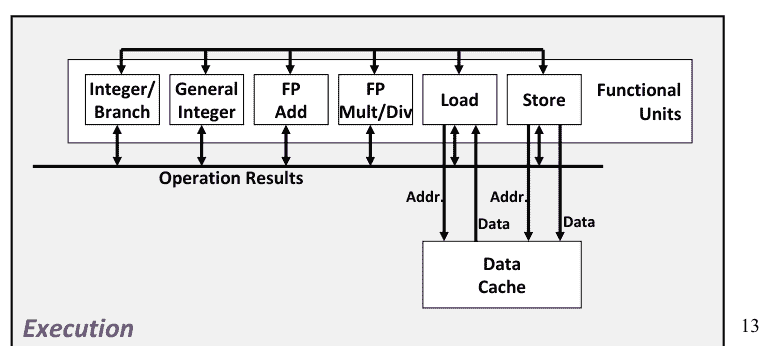 Integer/
Branch
General
Integer
FP
Add
FP
Mult/Div
Load
Store
Functional
Units
Operation Results
Addr.
Data
Addr.
Data
Data
Cache
Execution
13